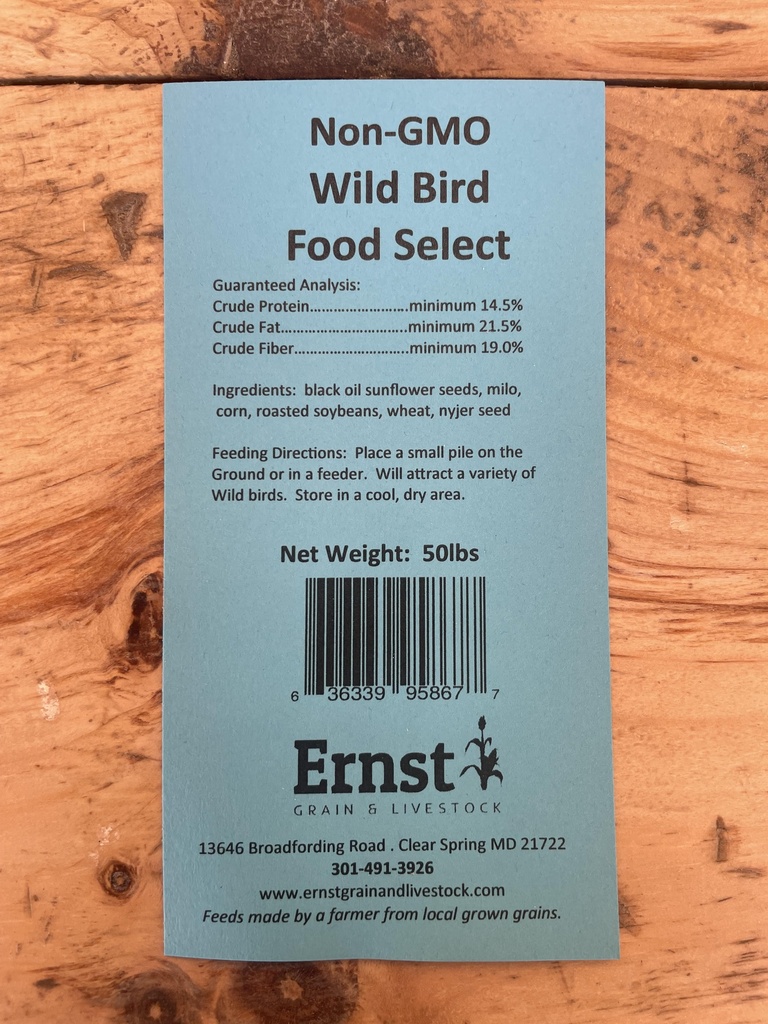 Non-GMO
Wild Bird
Food Select
Guaranteed Analysis:
Crude Protein.........................minimum 14.5%
Crude Fat................................minimum 21.5%
Crude Fiber.............................minimum 19.0%
Ingredients: black oil sunflower seeds, milo,
corn, roasted soybeans, wheat, nyjer seed
Feeding Directions: Place a small pile on the
Ground or in a feeder. Will attract a variety of
Wild birds. Store in a cool, dry area.
Net Weight: 50lbs
6 36339 95867 7
Ernst
GRAIN & LIVESTOCK
13646 Broadfording Road . Clear Spring MD 21722
301-491-3926
www.ernstgrainandlivestock.com
Feeds made by a farmer from local grown grains.